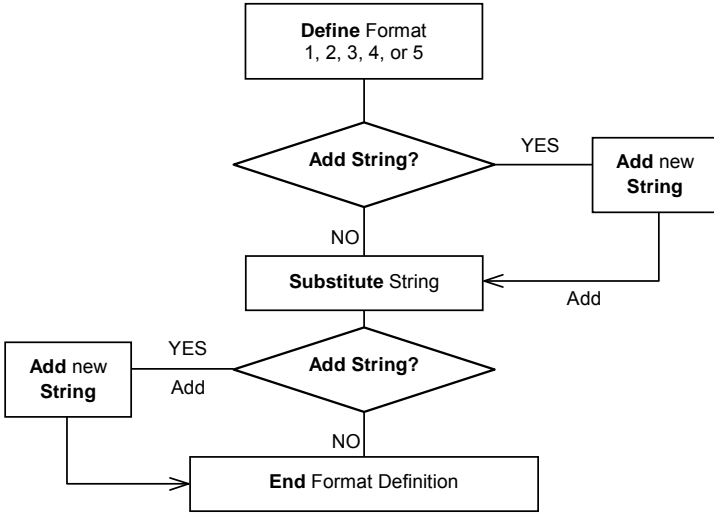 Define Format
1, 2, 3, 4, or 5
Add String?
YES
Add new
String
NO
Substitute String
Add
Add String?
YES
Add
Add new
String
NO
End Format Definition